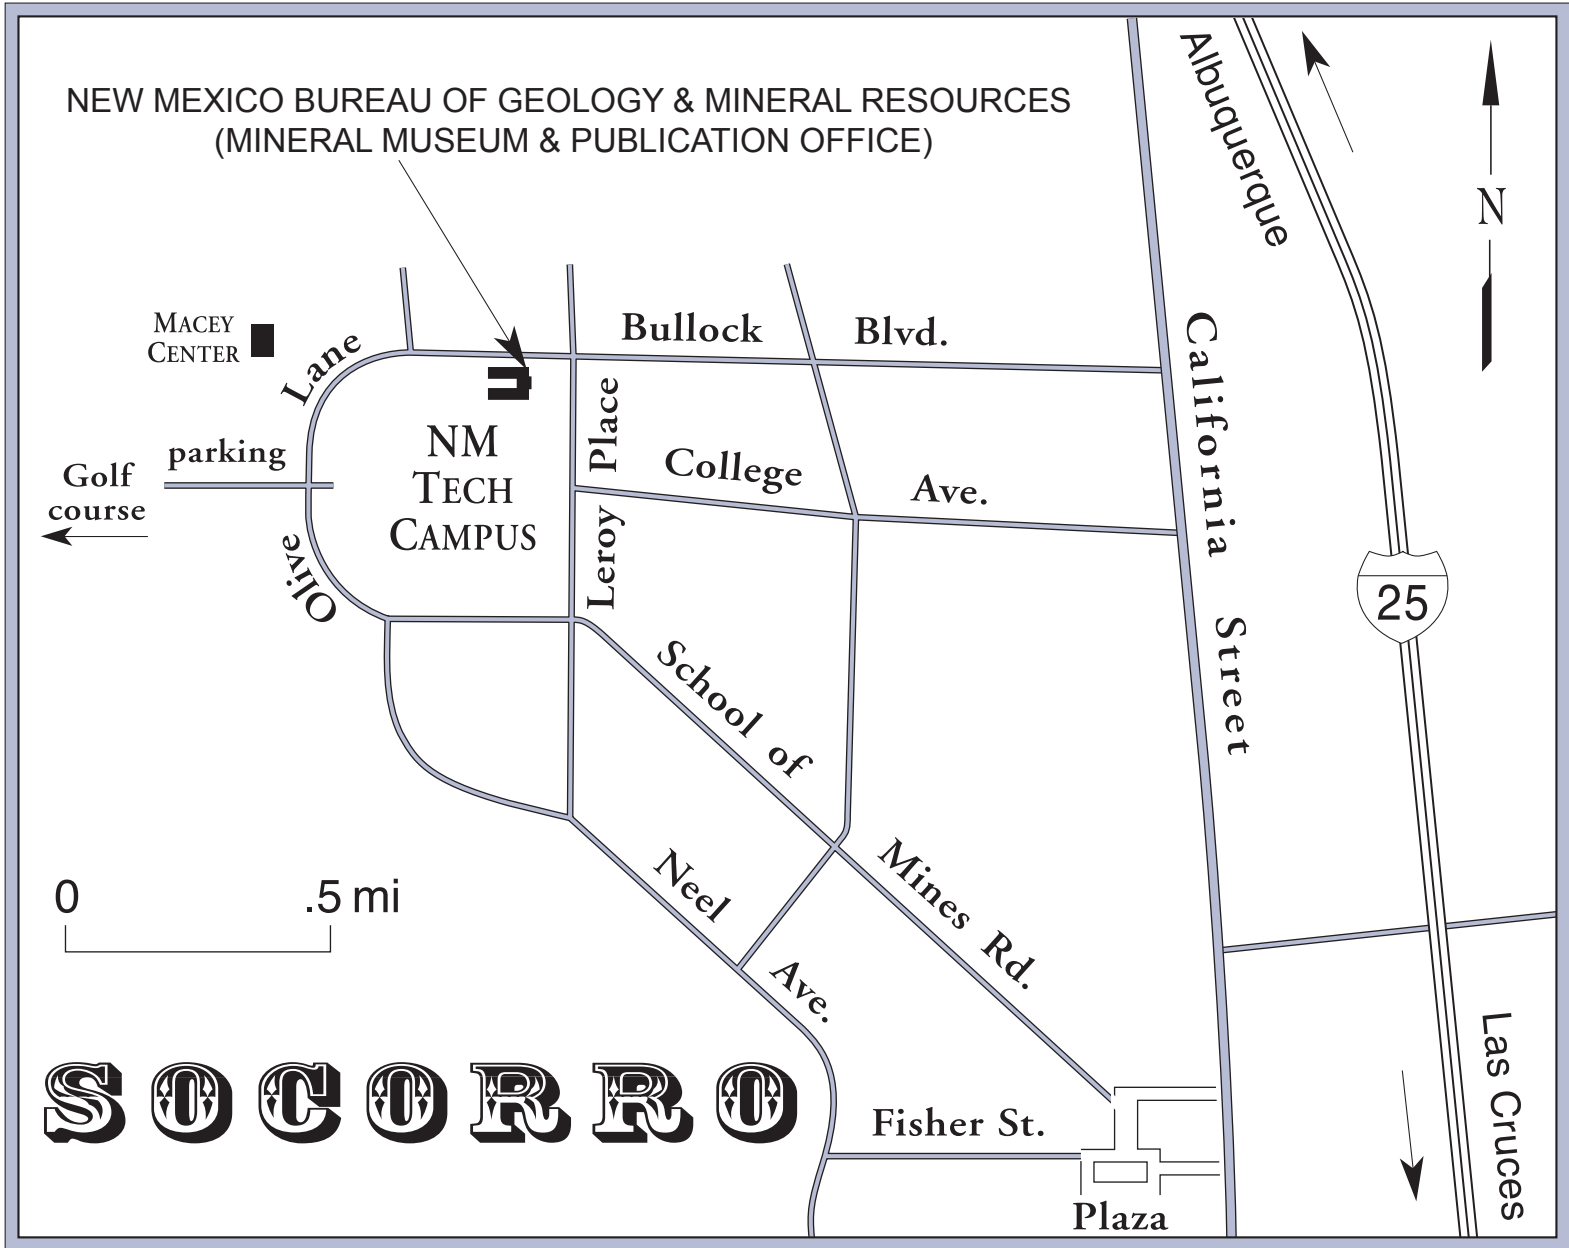 NEW MEXICO BUREAU OF GEOLOGY & MINERAL RESOURCES
(MINERAL MUSEUM & PUBLICATION OFFICE)
Albuquerque
N
MACEY
CENTER
Olive Lane
Bullock Blvd.
California Street
parking
Golf
course
NM
TECH
CAMPUS
Leroy Place
College Ave.
25
School of Mines Rd.
Neel Ave.
0 .5 mi
SOCORRO
Fisher St.
Plaza
Las Cruces